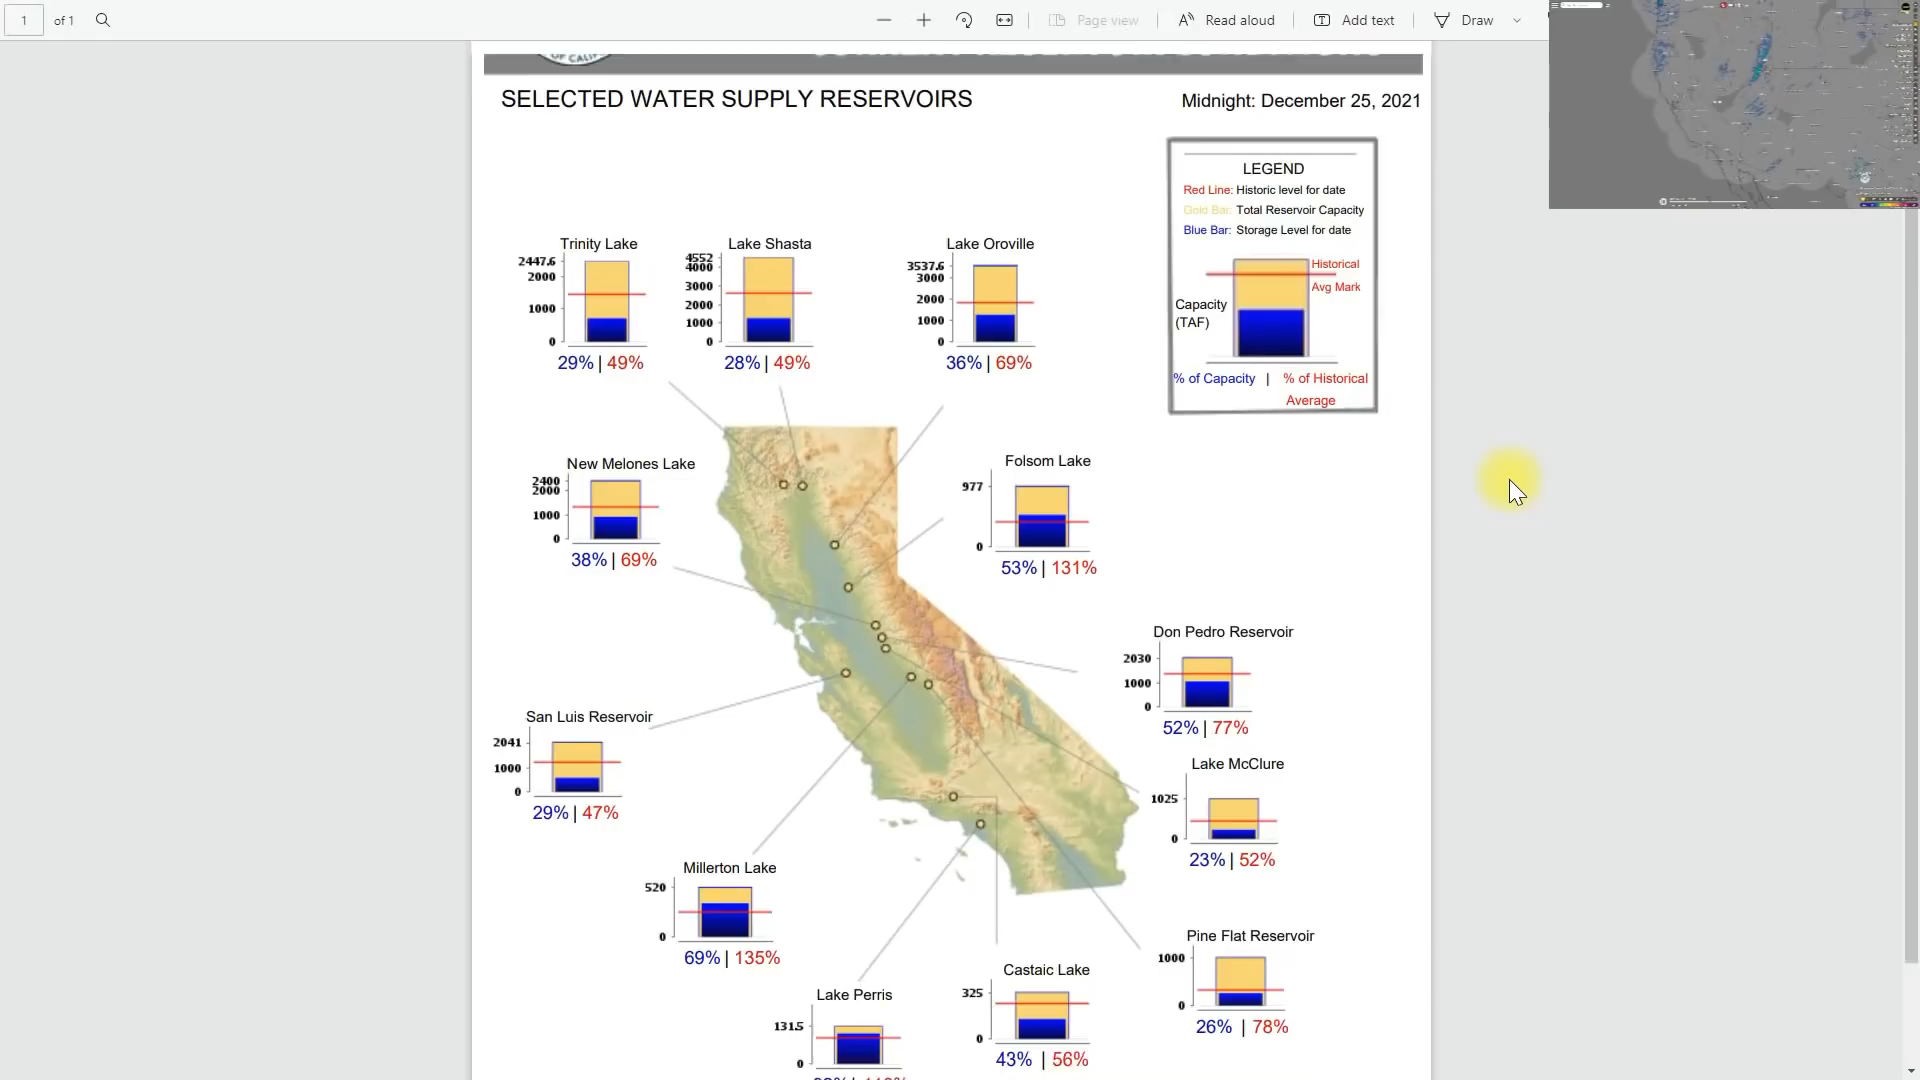 1 of 1 Page view Read aloud Add text Draw
OF CALIF
SELECTED WATER SUPPLY RESERVOIRS
Midnight: December 25, 2021
LEGEND
Red Line: Historic level for date
Gold Bar: Total Reservoir Capacity
Blue Bar: Storage Level for date
Historical
Avg Mark
Capacity
(TAF)
% of Capacity | % of Historical
Average
Trinity Lake
2447.6
2000
1000
0
29% | 49%
Lake Shasta
4552
4000
3000
2000
1000
0
28% | 49%
Lake Oroville
3537.6
3000
2000
1000
0
36% | 69%
New Melones Lake
2400
2000
1000
0
38% | 69%
Folsom Lake
977
0
53% | 131%
Don Pedro Reservoir
2030
1000
0
52% | 77%
San Luis Reservoir
2041
1000
0
29% | 47%
Lake McClure
1025
0
23% | 52%
Millerton Lake
520
0
69% | 135%
Pine Flat Reservoir
1000
0
26% | 78%
Castaic Lake
325
0
43% | 56%
Lake Perris
131.5
0